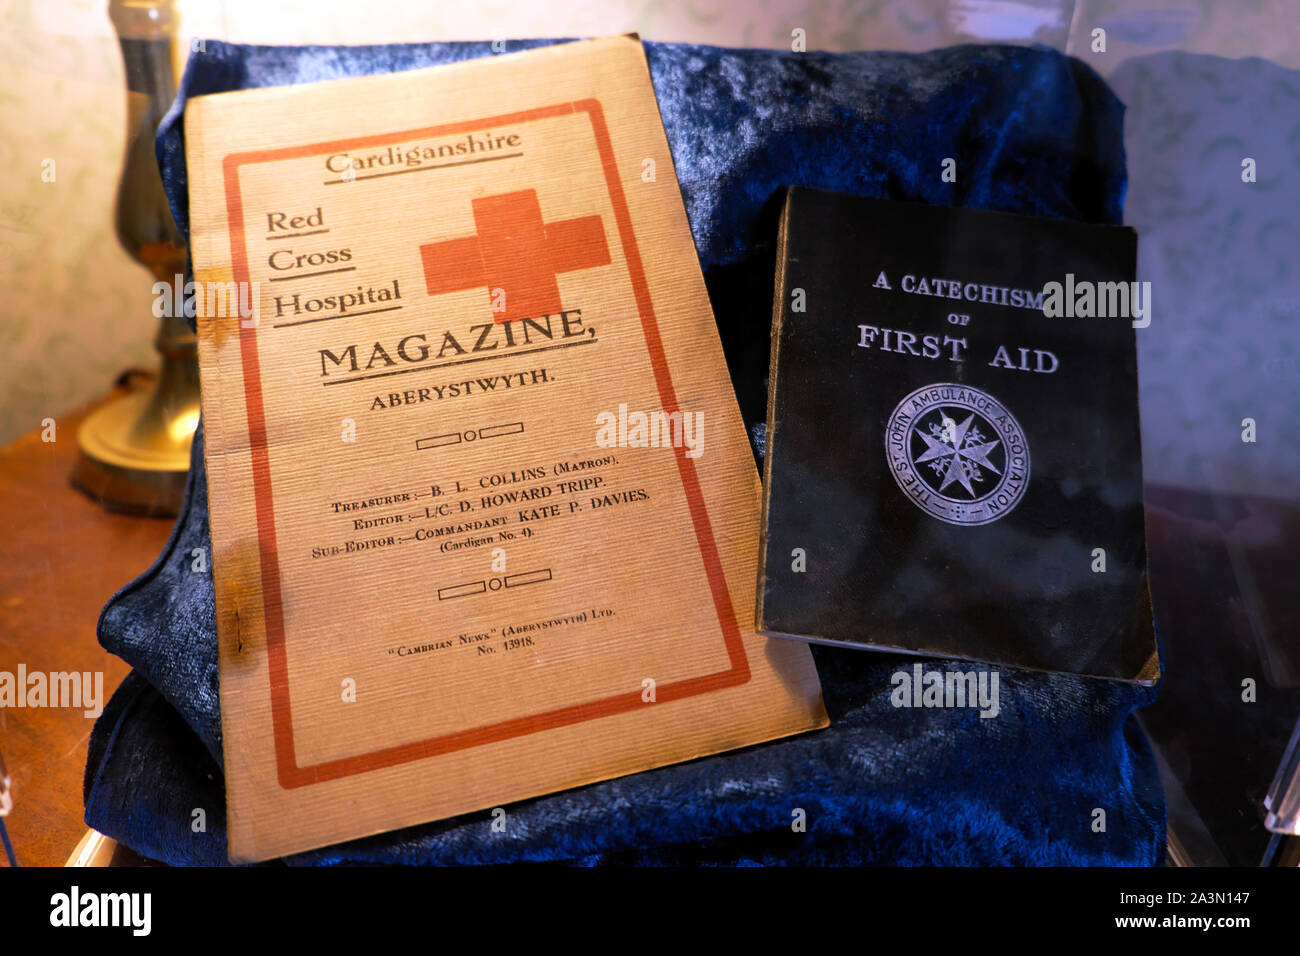 Cardiganshire
Red
Cross
Hospital
MAGAZINE,
ABERYSTWYTH.
TREASURER :— B. L. COLLINS (MATRON).
EDITOR :— L/C. D. HOWARD TRIPP.
SUB-EDITOR :— COMMANDANT KATE P. DAVIES.
(Cardigan No. 4).
"CAMBRIAN NEWS" (ABERYSTWYTH) LTD.
No. 13918.
A CATECHISM
OF
FIRST AID
THE ST. JOHN AMBULANCE ASSOCIATION
alamy
a
alamy
Image ID: 2A3N147
www.alamy.com